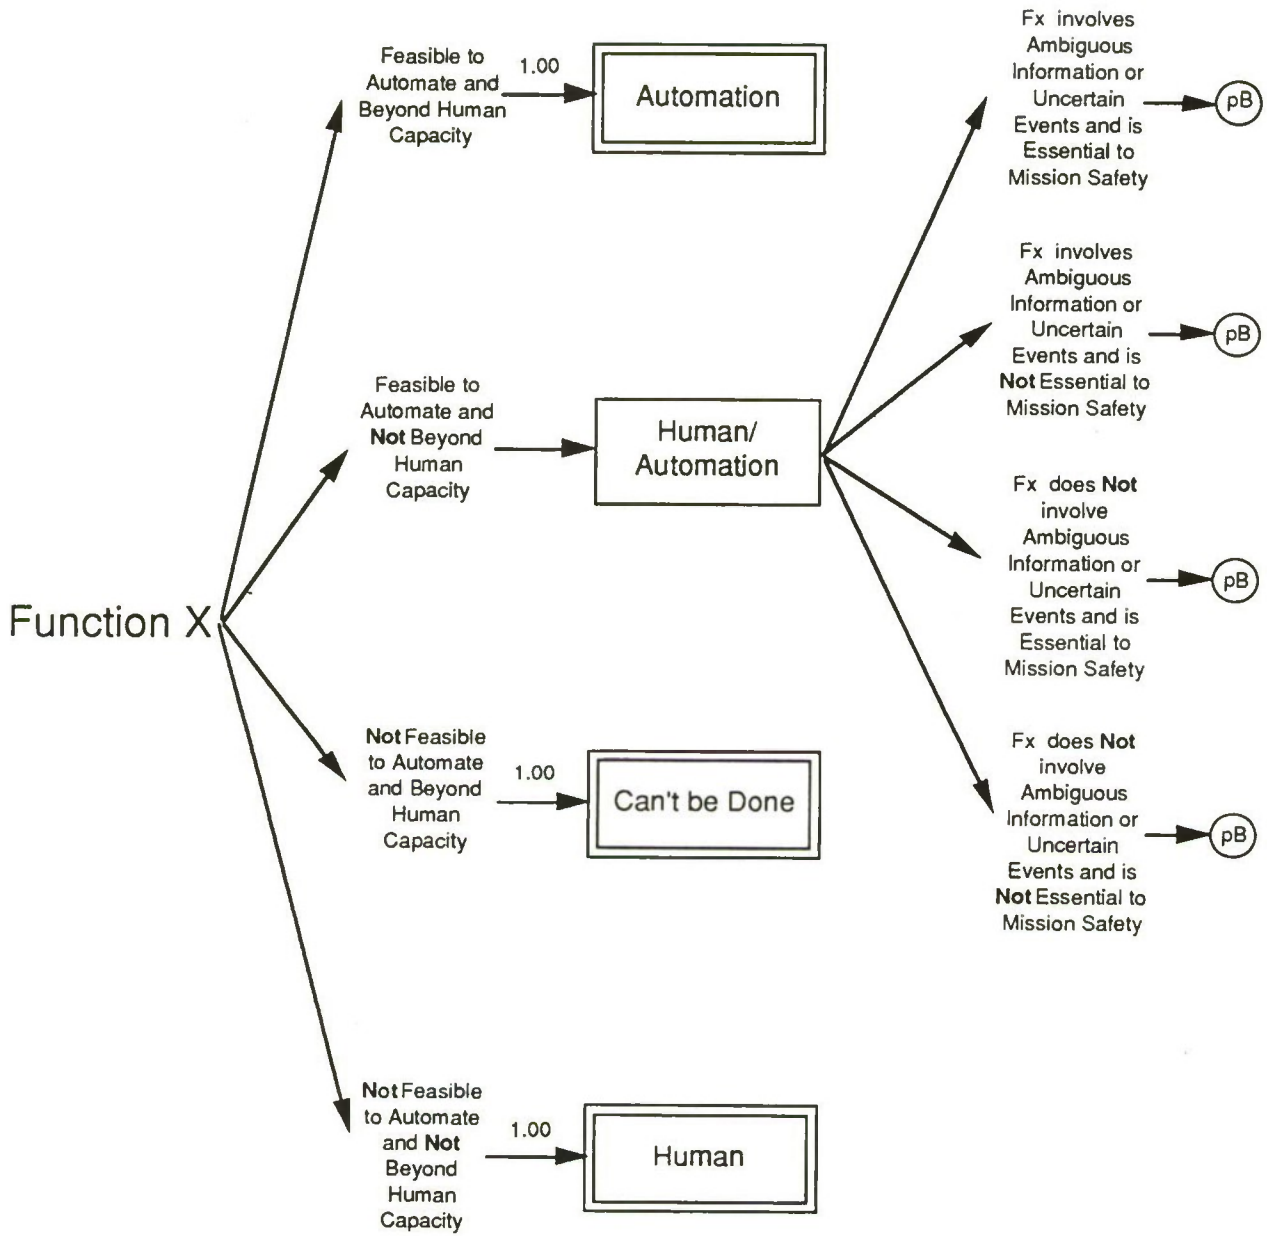 Function X
Feasible to
Automate and
Beyond Human
Capacity
1.00
Automation
Feasible to
Automate and
Not Beyond
Human
Capacity
Human/
Automation
Not Feasible
to Automate
and Beyond
Human
Capacity
1.00
Can't be Done
Not Feasible
to Automate
and Not
Beyond
Human
Capacity
1.00
Human
Fx involves
Ambiguous
Information or
Uncertain
Events and is
Essential to
Mission Safety
pB
Fx involves
Ambiguous
Information or
Uncertain
Events and is
Not Essential to
Mission Safety
pB
Fx does Not
involve
Ambiguous
Information or
Uncertain
Events and is
Essential to
Mission Safety
pB
Fx does Not
involve
Ambiguous
Information or
Uncertain
Events and is
Not Essential to
Mission Safety
pB